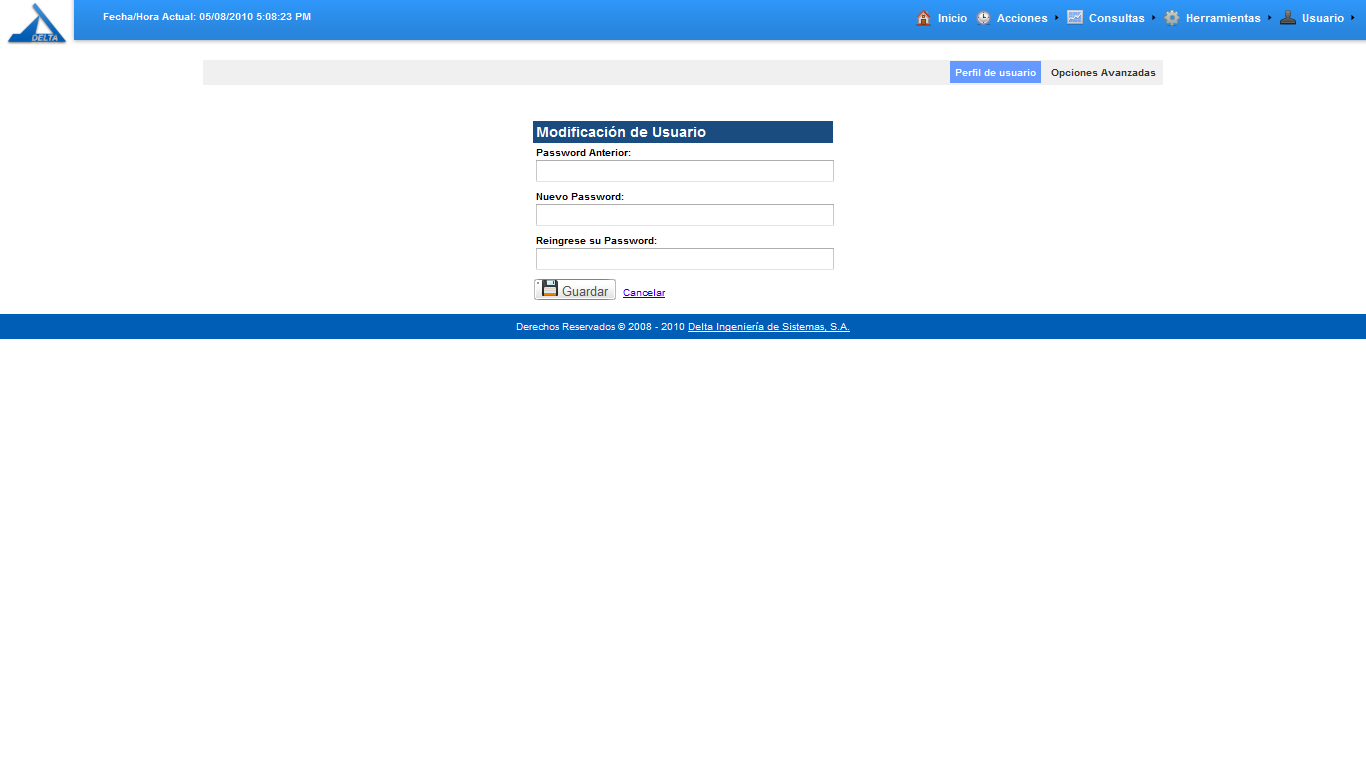 DELTA
Fecha/Hora Actual: 05/08/2010 5:08:23 PM
Inicio Acciones Consultas Herramientas Usuario
Perfil de usuario Opciones Avanzadas
Modificación de Usuario
Password Anterior:
Nuevo Password:
Reingrese su Password:
Guardar Cancelar
Derechos Reservados © 2008 - 2010 Delta Ingeniería de Sistemas, S.A.